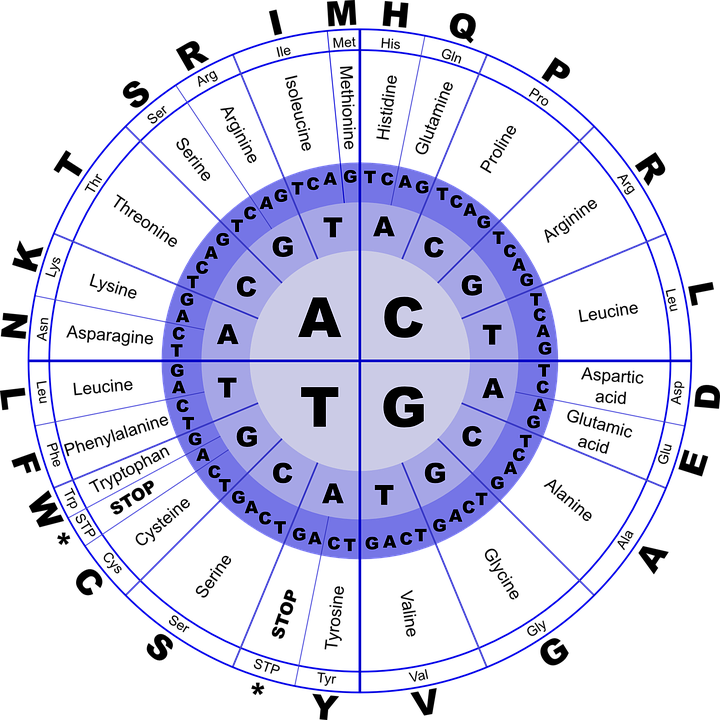 H
Q
P
R
L
D
E
A
G
V
Y
*
S
C
*
W
F
L
N
K
T
S
R
I
M
His
Gln
Pro
Arg
Leu
Asp
Glu
Ala
Gly
Val
Tyr
STP
Ser
Cys
STP
Trp
Phe
Leu
Asn
Lys
Thr
Ser
Arg
Ile
Met
Histidine
Glutamine
Proline
Arginine
Leucine
Aspartic
acid
Glutamic
acid
Alanine
Glycine
Valine
Tyrosine
STOP
Serine
Cysteine
STOP
Tryptophan
Phenylalanine
Leucine
Asparagine
Lysine
Threonine
Serine
Arginine
Isoleucine
Methionine
T C A G T C A G T C A G T C A G
T C A G T C A G T C A G T C A G
T C A G T C A G T C A G T C A G
T C A G T C A G T C A G T C A G
A C G T
A C G T
A C G T
A C G T
A C
T G